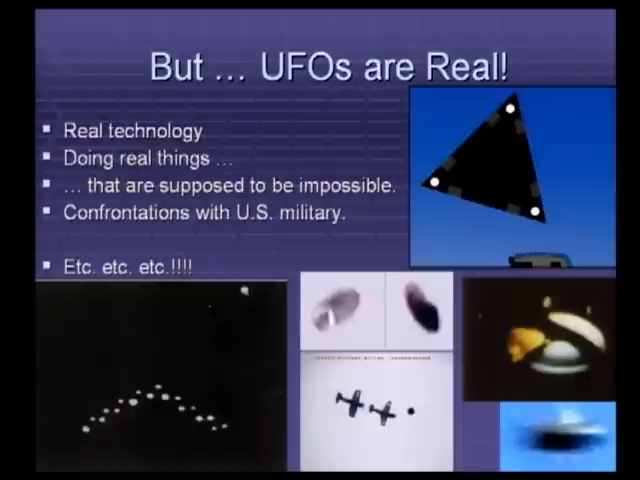 But ... UFOs are Real!
Real technology
Doing real things ...
... that are supposed to be impossible.
Confrontations with U.S. military.
Etc. etc. etc.!!!!